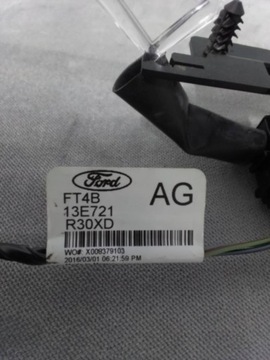 Ford
FT4B
13E721
R30XD
AG
WO# X008379103
2016/03/01 06:21:59 PM